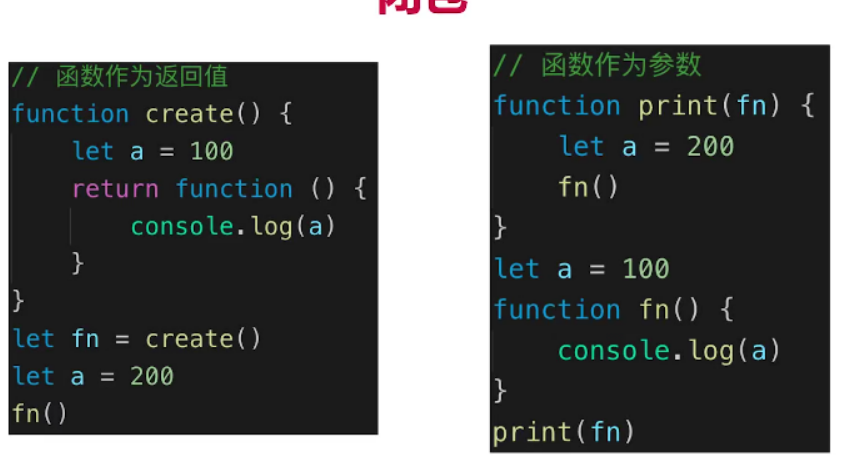 闭包
// 函数作为返回值
function create() {
    let a = 100
    return function () {
        console.log(a)
    }
}
let fn = create()
let a = 200
fn()
// 函数作为参数
function print(fn) {
    let a = 200
    fn()
}
let a = 100
function fn() {
    console.log(a)
}
print(fn)